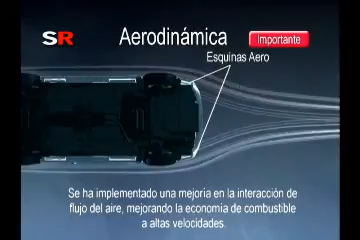 SR
Aerodinámica
Importante
Esquinas Aero
Se ha implementado una mejoria en la interacción de
flujo del aire, mejorando la economía de combustible
a altas velocidades.